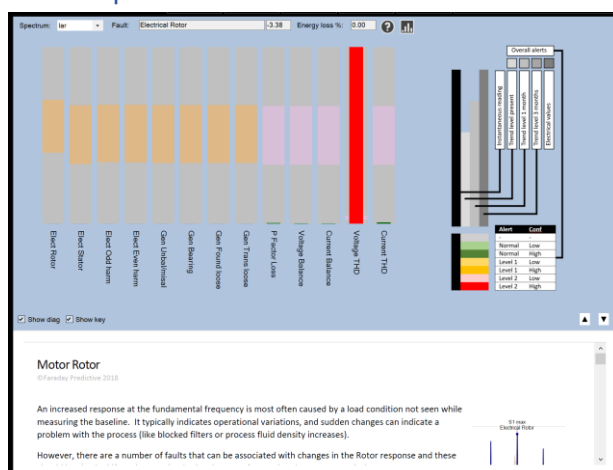 Spectrum: Iar Fault: Electrical Rotor -3.38 Energy loss %: 0.00
Overall alerts
Instantaneous reading
Trend level present
Trend level 1 month
Trend level 3 months
Electrical values
Elect Rotor
Elect Stator
Elect Odd harm
Elect Even harm
Gen Unbal/misal
Gen Bearing
Gen Found loose
Gen Trans loose
P Factor Loss
Voltage Balance
Current Balance
Voltage THD
Current THD
Alert Conf
- -
Normal Low
Normal High
Level 1 Low
Level 1 High
Level 2 Low
Level 2 High
Show diag Show key
Motor Rotor
©Faraday Predictive 2018
An increased response at the fundamental frequency is most often caused by a load condition not seen while
measuring the baseline. It typically indicates operational variations, and sudden changes can indicate a
problem with the process (like blocked filters or process fluid density increases).
S1 max
Electrical Rotor
However, there are a number of faults that can be associated with changes in the Rotor response and these